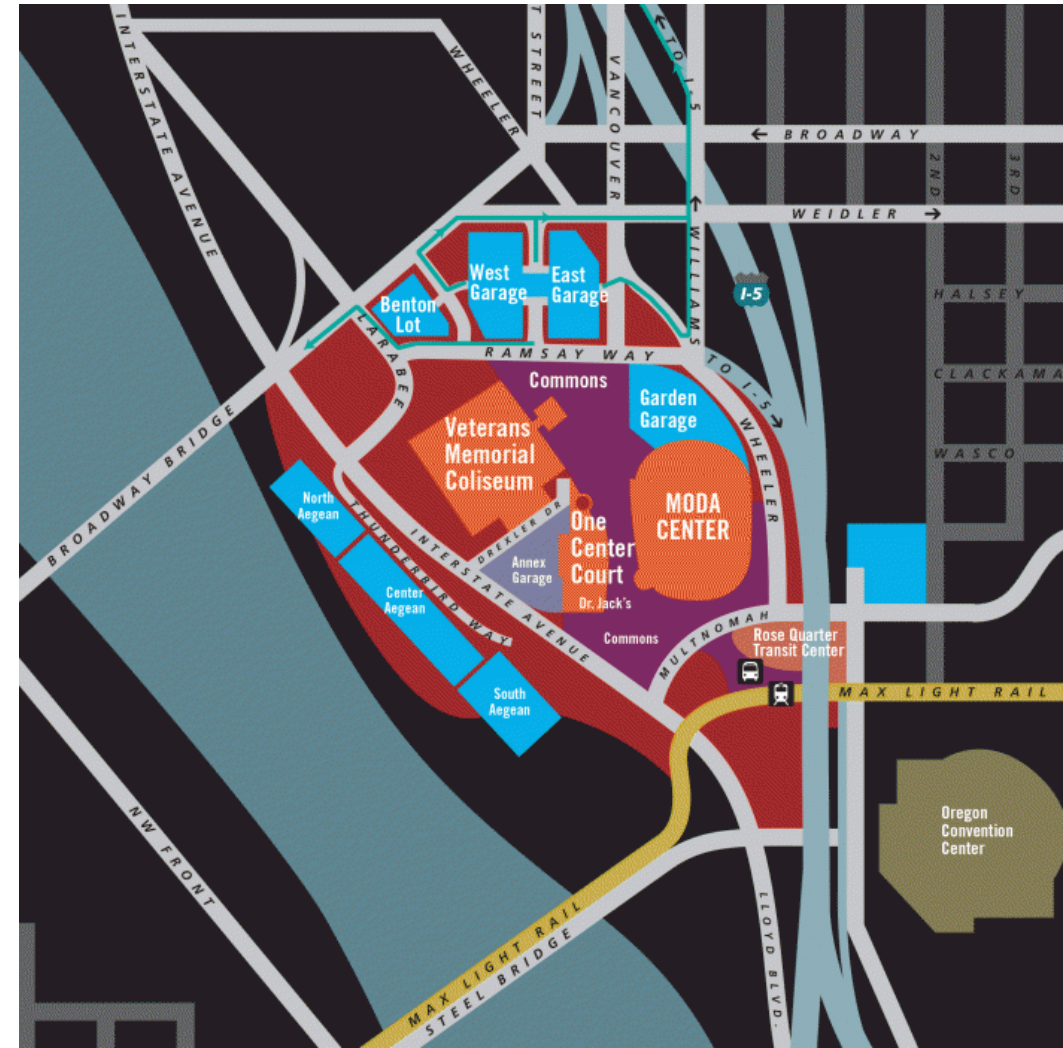 INTERSTATE AVENUE
WHEELER
T STREET
VANCOUVER
TO I-5
BROADWAY
2ND
3RD
WEIDLER
WILLIAMS
I-5
HALSEY
West
Garage
East
Garage
Benton
Lot
LARABEE
RAMSAY WAY
TO I-5
CLACKAMA
Commons
Garden
Garage
WHEELER
BROADWAY BRIDGE
Veterans
Memorial
Coliseum
WASCO
North
Aegean
MODA
CENTER
THUNDERBIRD WAY
INTERSTATE AVENUE
DREXLER DR
One
Center
Court
Annex
Garage
Center
Aegean
Dr. Jack's
Commons
MULTNOMAH
Rose Quarter
Transit Center
South
Aegean
MAX LIGHT RAIL
NW FRONT
Oregon
Convention
Center
LLOYD BLVD.
MAX LIGHT RAIL
STEEL BRIDGE